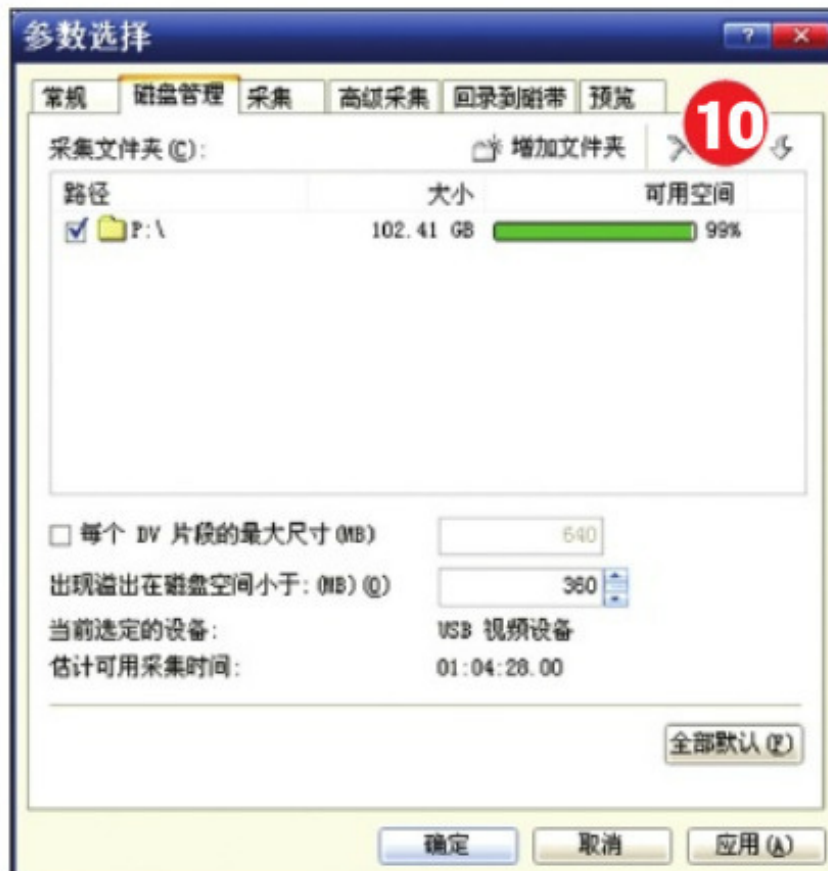 参数选择
常规 磁盘管理 采集 高级采集 回录到磁带 预览
10
采集文件夹(C): 增加文件夹
路径 大小 可用空间
P:\ 102.41 GB 99%
每个 DV 片段的最大尺寸(MB) 640
出现溢出在磁盘空间小于:(MB)(O) 360
当前选定的设备: USB 视频设备
估计可用采集时间: 01:04:28.00
全部默认(F)
确定 取消 应用(A)